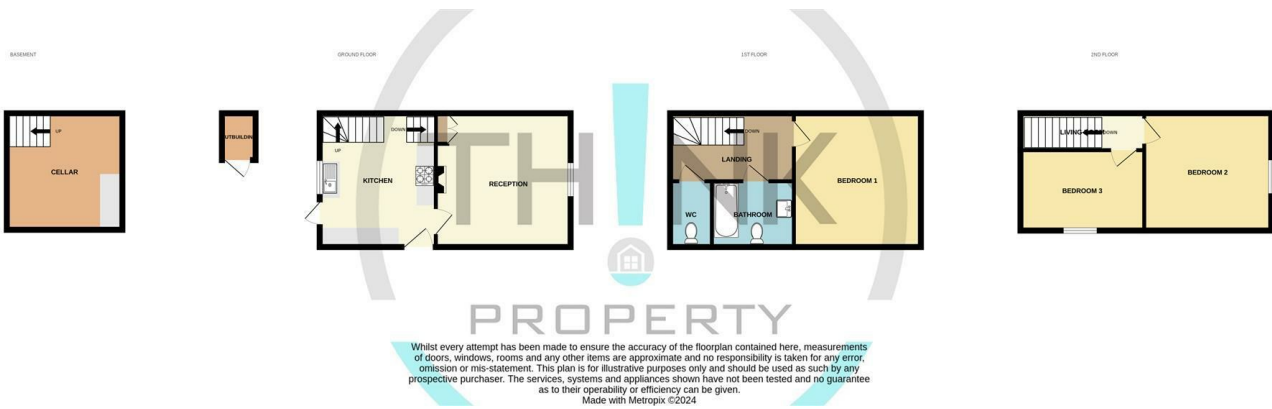 BASEMENT
GROUND FLOOR
1ST FLOOR
2ND FLOOR
UP
CELLAR
UTBUILDIN
UP
DOWN
KITCHEN
RECEPTION
DOWN
LANDING
BEDROOM 1
WC
BATHROOM
LIVING
DOWN
BEDROOM 3
BEDROOM 2
TH!NK
PROPERTY
Whilst every attempt has been made to ensure the accuracy of the floorplan contained here, measurements
of doors, windows, rooms and any other items are approximate and no responsibility is taken for any error,
omission or mis-statement. This plan is for illustrative purposes only and should be used as such by any
prospective purchaser. The services, systems and appliances shown have not been tested and no guarantee
as to their operability or efficiency can be given.
Made with Metropix ©2024